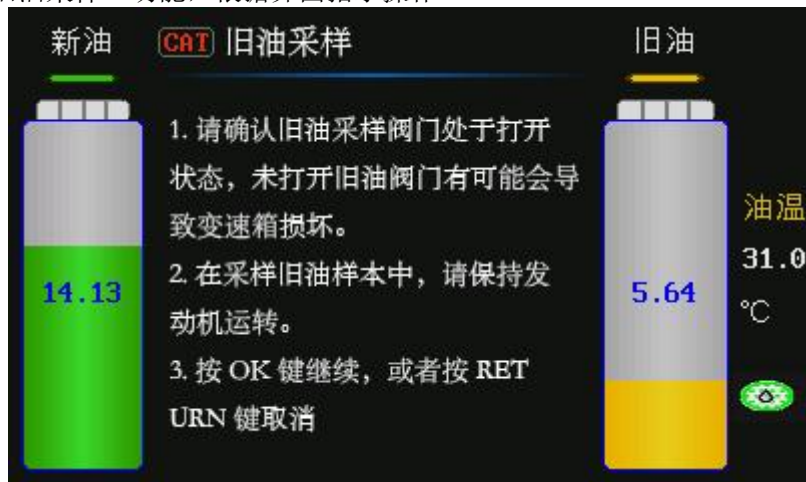 新油
CAT 旧油采样
旧油
1. 请确认旧油采样阀门处于打开
状态，未打开旧油阀门有可能会导
致变速箱损坏。
2. 在采样旧油样本中，请保持发
动机运转。
3. 按 OK 键继续，或者按 RET
URN 键取消
14.13
5.64
油温
31.0
℃